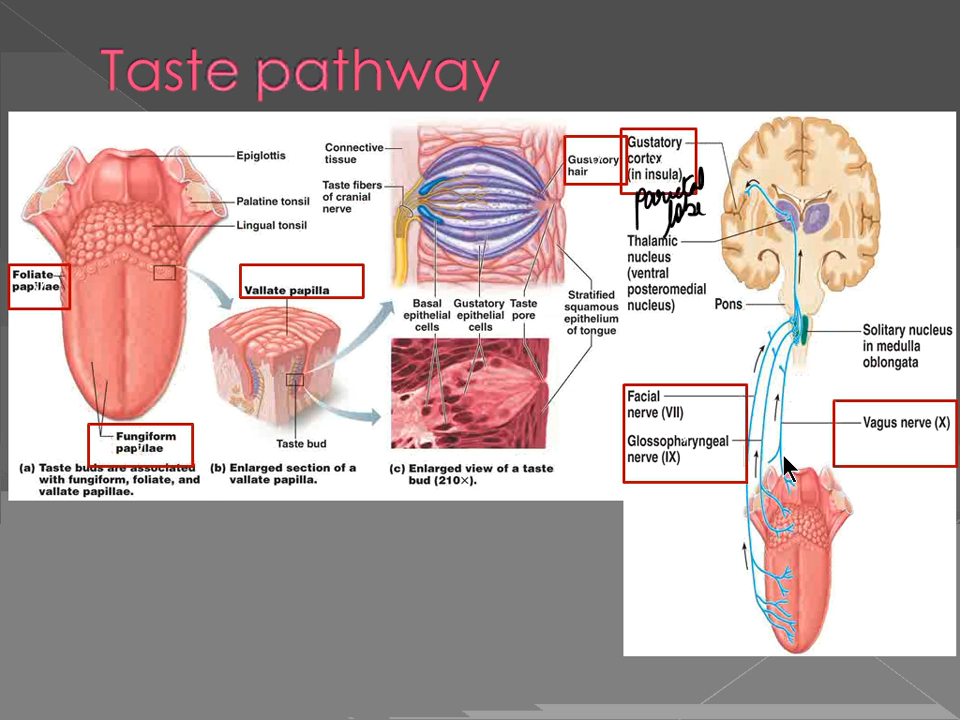 Taste pathway
Epiglottis
Palatine tonsil
Lingual tonsil
Foliate
papillae
Vallate papilla
Fungiform
papillae
Taste bud
(a) Taste buds are associated
with fungiform, foliate, and
vallate papillae.
(b) Enlarged section of a
vallate papilla.
Connective
tissue
Taste fibers
of cranial
nerve
Gustatory
hair
Basal
epithelial
cells
Gustatory
epithelial
cells
Taste
pore
Stratified
squamous
epithelium
of tongue
(c) Enlarged view of a taste
bud (210×).
Gustatory
cortex
(in insula)
parietal
lobe
Thalamic
nucleus
(ventral
posteromedial
nucleus)
Pons
Solitary nucleus
in medulla
oblongata
Facial
nerve (VII)
Glossopharyngeal
nerve (IX)
Vagus nerve (X)